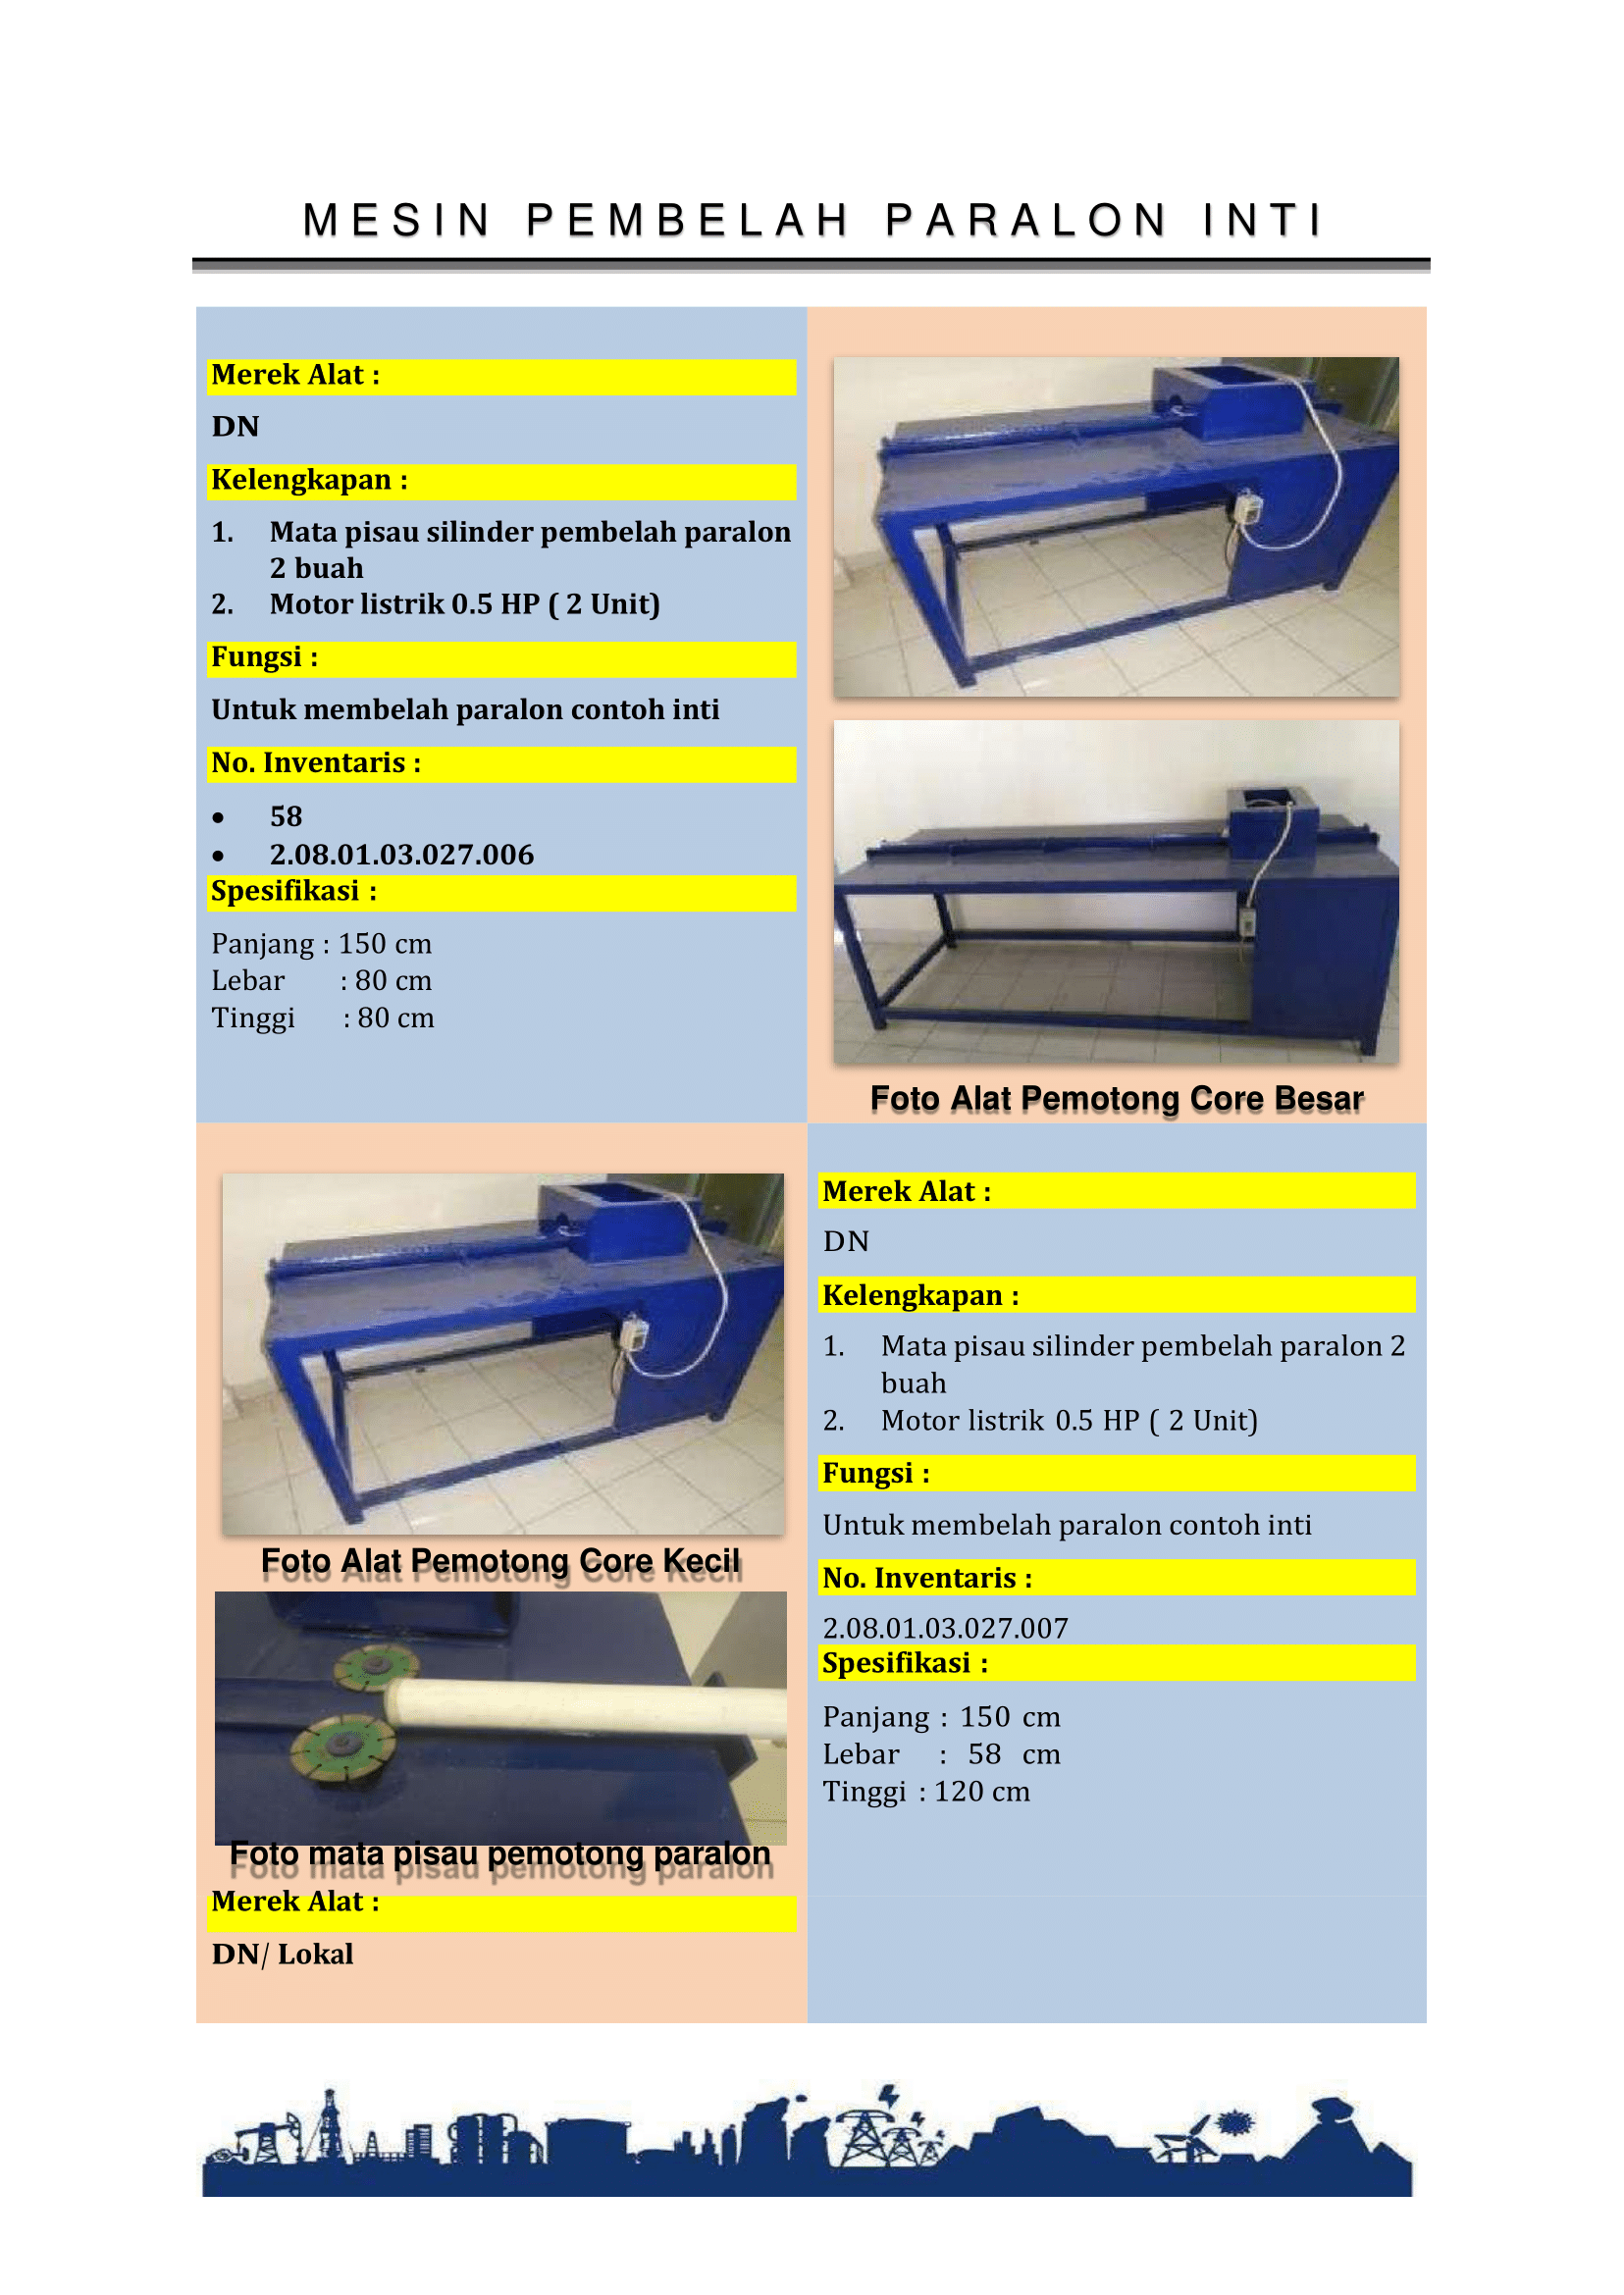 MESIN PEMBELAH PARALON INTI
Merek Alat :
DN
Kelengkapan :
1. Mata pisau silinder pembelah paralon
2 buah
2. Motor listrik 0.5 HP ( 2 Unit)
Fungsi :
Untuk membelah paralon contoh inti
No. Inventaris :
• 58
• 2.08.01.03.027.006
Spesifikasi :
Panjang : 150 cm
Lebar : 80 cm
Tinggi : 80 cm
Foto Alat Pemotong Core Besar
Foto Alat Pemotong Core Kecil
Foto mata pisau pemotong paralon
Merek Alat :
DN/ Lokal
Merek Alat :
DN
Kelengkapan :
1. Mata pisau silinder pembelah paralon 2
buah
2. Motor listrik 0.5 HP ( 2 Unit)
Fungsi :
Untuk membelah paralon contoh inti
No. Inventaris :
2.08.01.03.027.007
Spesifikasi :
Panjang : 150 cm
Lebar : 58 cm
Tinggi : 120 cm